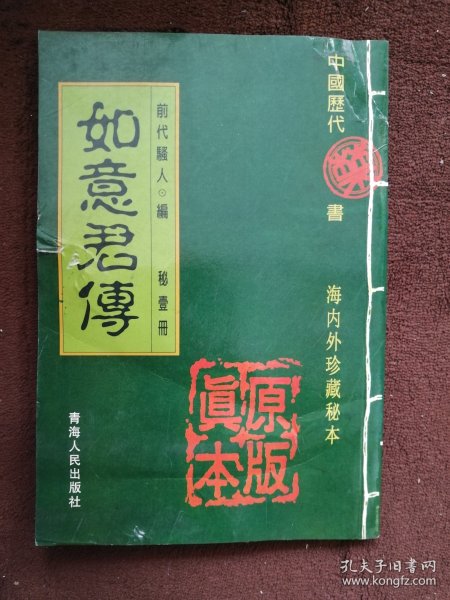 中國歷代禁書
海内外珍藏秘本
前代騷人⊙編 秘壹冊
如意君傳
原版
真本
青海人民出版社
孔夫子旧书网
www.kongfz.com